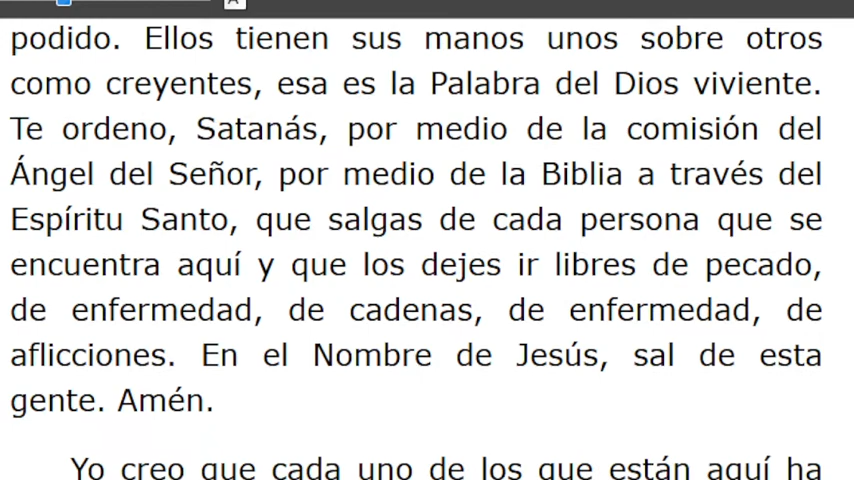 podido. Ellos tienen sus manos unos sobre otros
como creyentes, esa es la Palabra del Dios viviente.
Te ordeno, Satanás, por medio de la comisión del
Ángel del Señor, por medio de la Biblia a través del
Espíritu Santo, que salgas de cada persona que se
encuentra aquí y que los dejes ir libres de pecado,
de enfermedad, de cadenas, de enfermedad, de
aflicciones. En el Nombre de Jesús, sal de esta
gente. Amén.
Yo creo que cada uno de los que están aquí ha